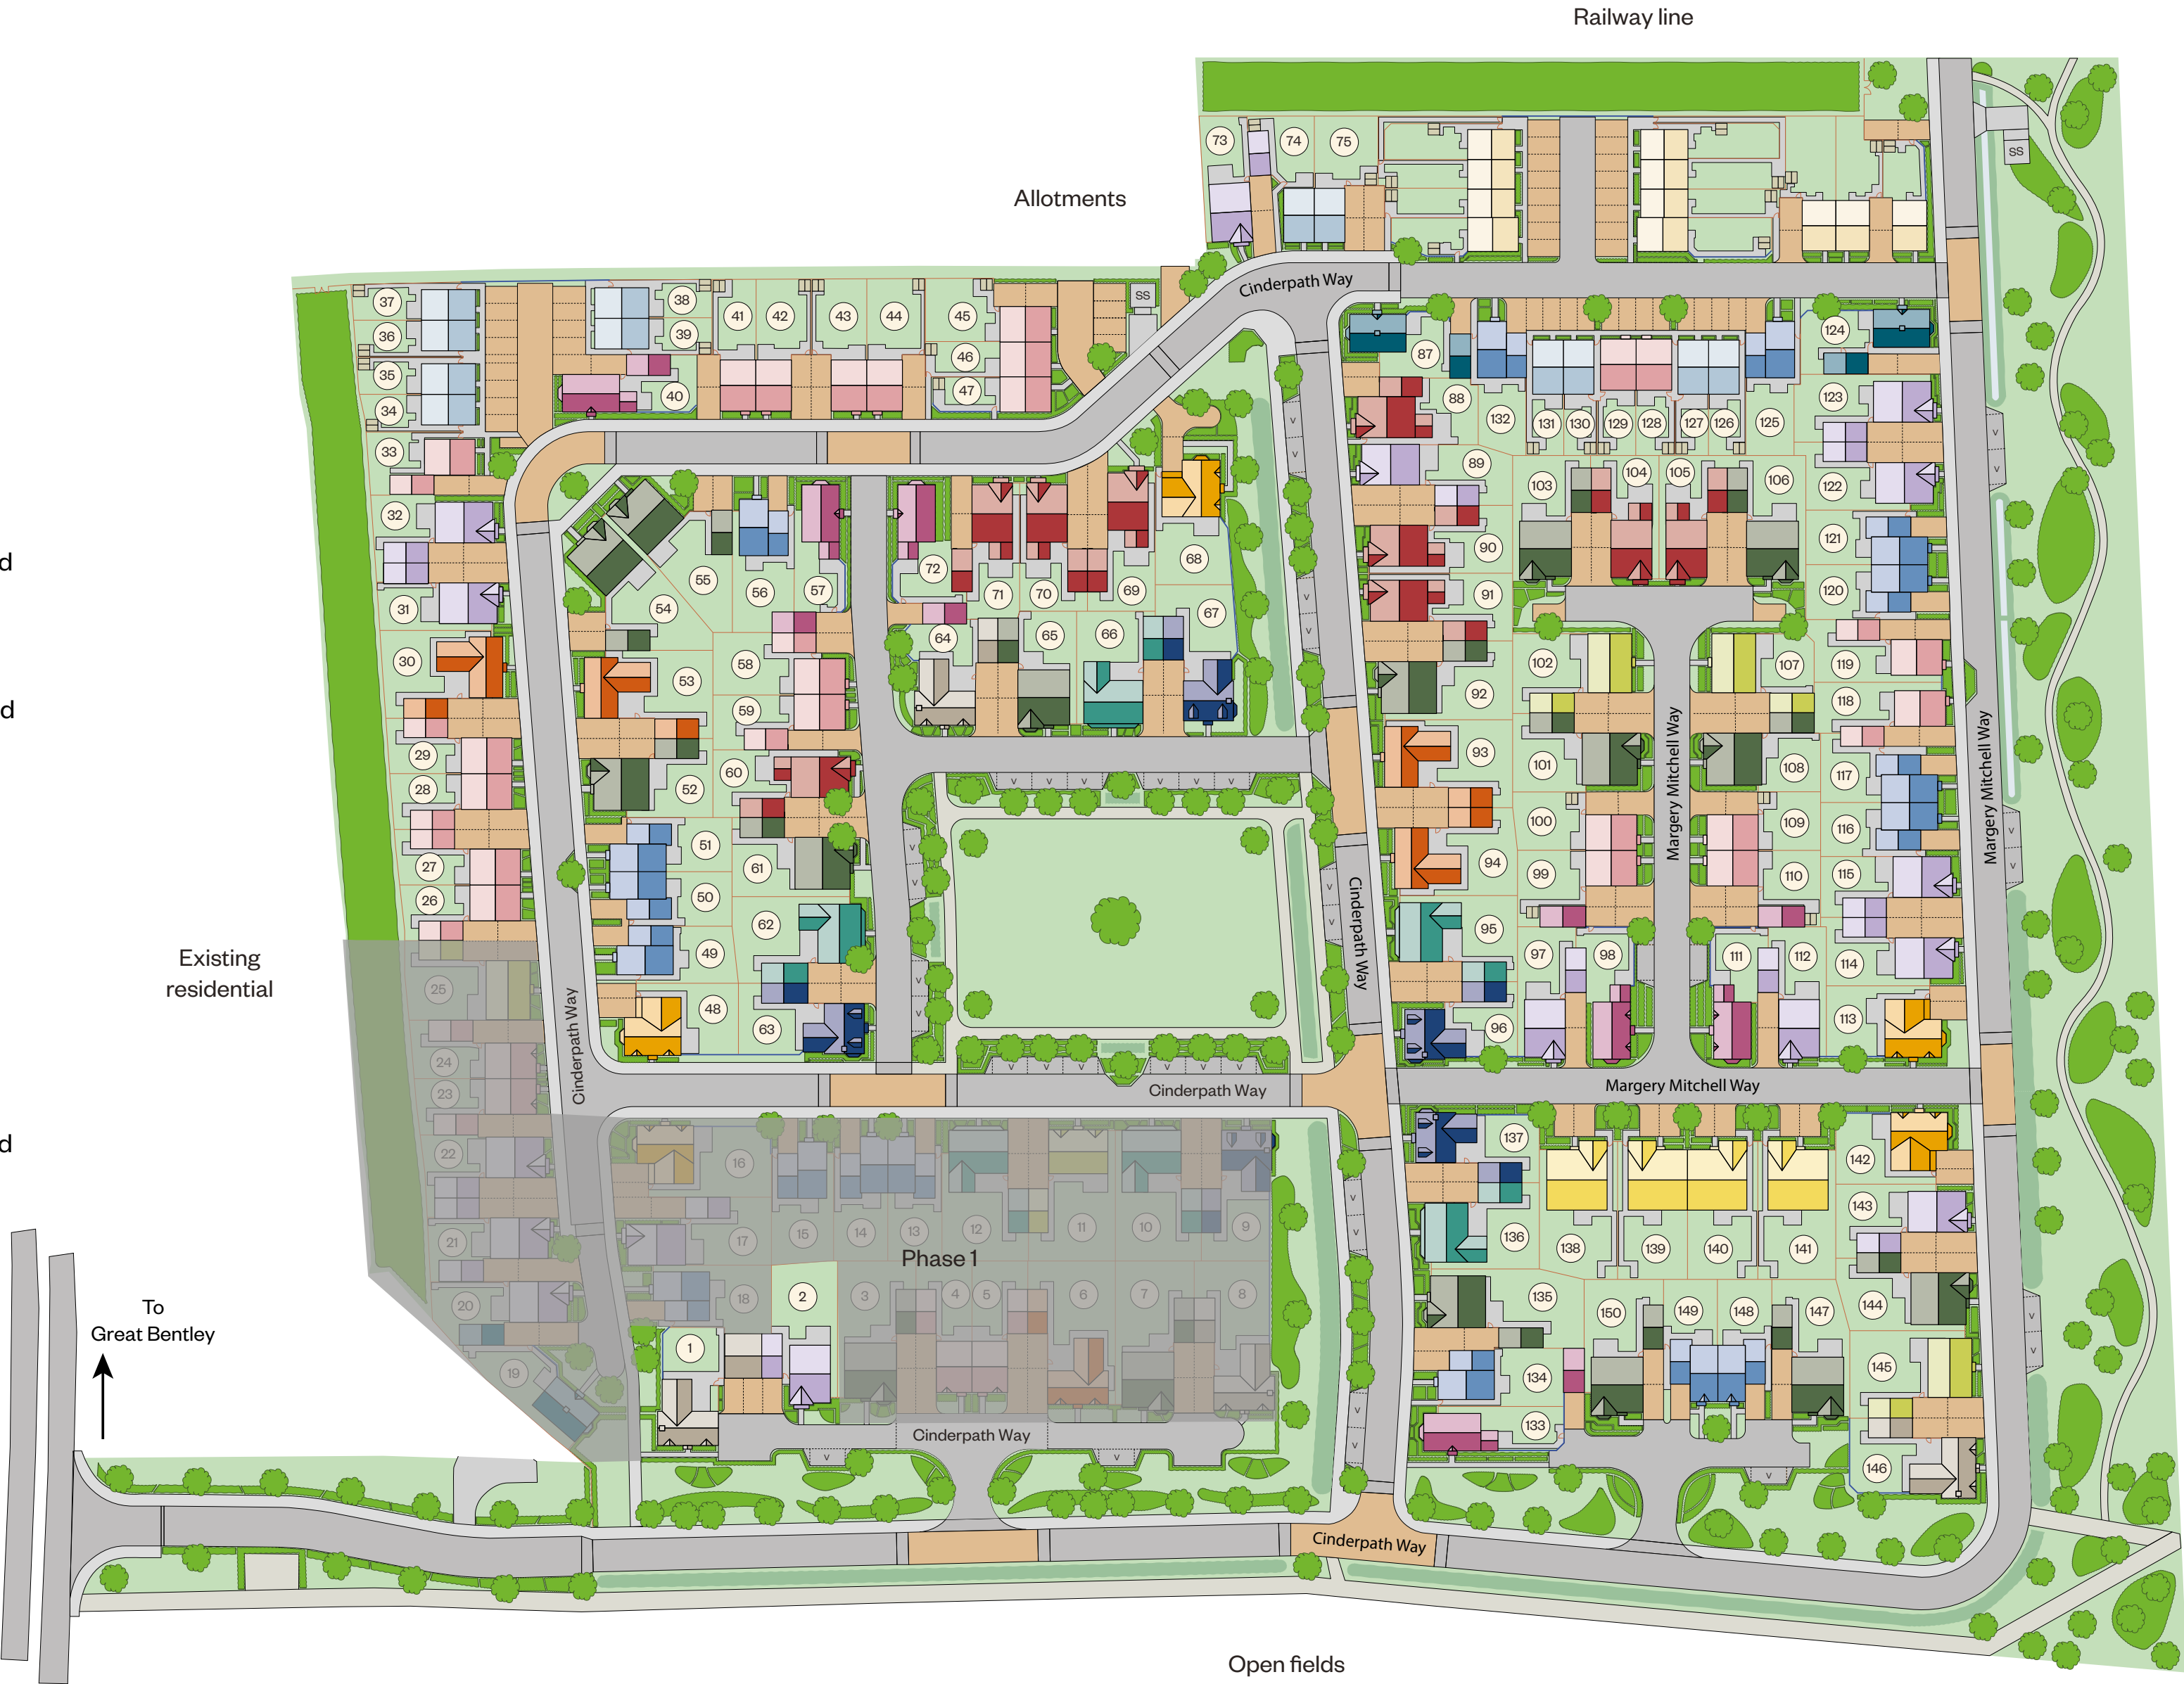 Railway line
Allotments
Existing
residential
To
Great Bentley
Open fields
Phase 1
Cinderpath Way
Cinderpath Way
Cinderpath Way
Cinderpath Way
Cinderpath Way
Cinderpath Way
Margery Mitchell Way
Margery Mitchell Way
Margery Mitchell Way
d
d
d
SS
SS
73 74 75
37 38
36 39
35
34
40
41 42 43 44 45
46
47
33
32
31
30
29
28
27
26
25
24
23
22
21
20
19
54 55 56 57
53
52
51
50
49
48
58
59
60
61
62
63
72 71 70 69 68
64 65 66 67
87
88
89
90
91
92
93
94
95
96
132 131 130 129 128 127 126 125
124
123
122
121
120
119
118
117
116
115
114
113
103 104 105 106
102 107
101 108
100 109
99 110
97 98 111 112
16 15 14 13 12 11 10 9
17
18 2 3 4 5 6 7 8
1
137
136
135
134
133
138 139 140 141
142
143
144
145
146
150 149 148 147
V V V V V V V V
V V V V V V V V
V V V V V V V V
V V V V V V V V
V V V